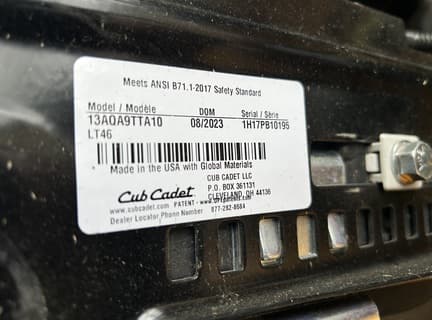 Meets ANSI B71.1-2017 Safety Standard
Model / Modèle DOM Serial / Série
13AQA9TTA10 08/2023 1H17PB10195
LT46
Made in the USA with Global Materials
Cub Cadet CUB CADET LLC
P.O. BOX 361131
CLEVELAND, OH 44136
www.cubcadet.com PATENT -
Dealer Locator Phone Number 877-282-8684